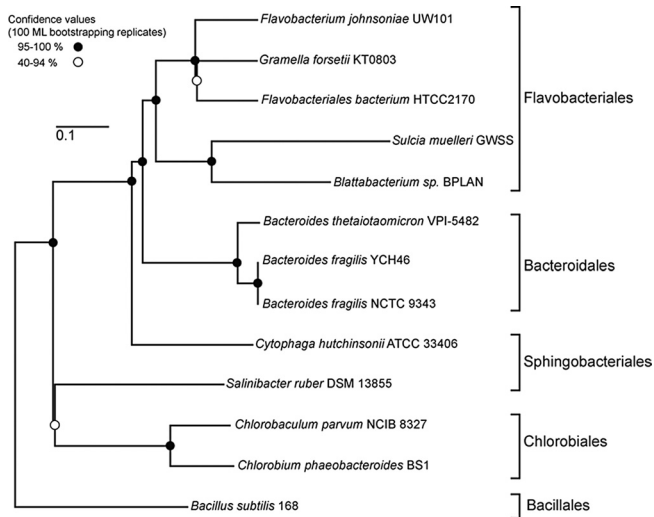 Confidence values
(100 ML bootstrapping replicates)
95-100 %
40-94 %
0.1
Flavobacterium johnsoniae UW101
Gramella forsetii KT0803
Flavobacteriales bacterium HTCC2170
Sulcia muelleri GWSS
Blattabacterium sp. BPLAN
Flavobacteriales
Bacteroides thetaiotaomicron VPI-5482
Bacteroides fragilis YCH46
Bacteroides fragilis NCTC 9343
Bacteroidales
Cytophaga hutchinsonii ATCC 33406
Salinibacter ruber DSM 13855
Sphingobacteriales
Chlorobaculum parvum NCIB 8327
Chlorobium phaeobacteroides BS1
Chlorobiales
Bacillus subtilis 168
Bacillales